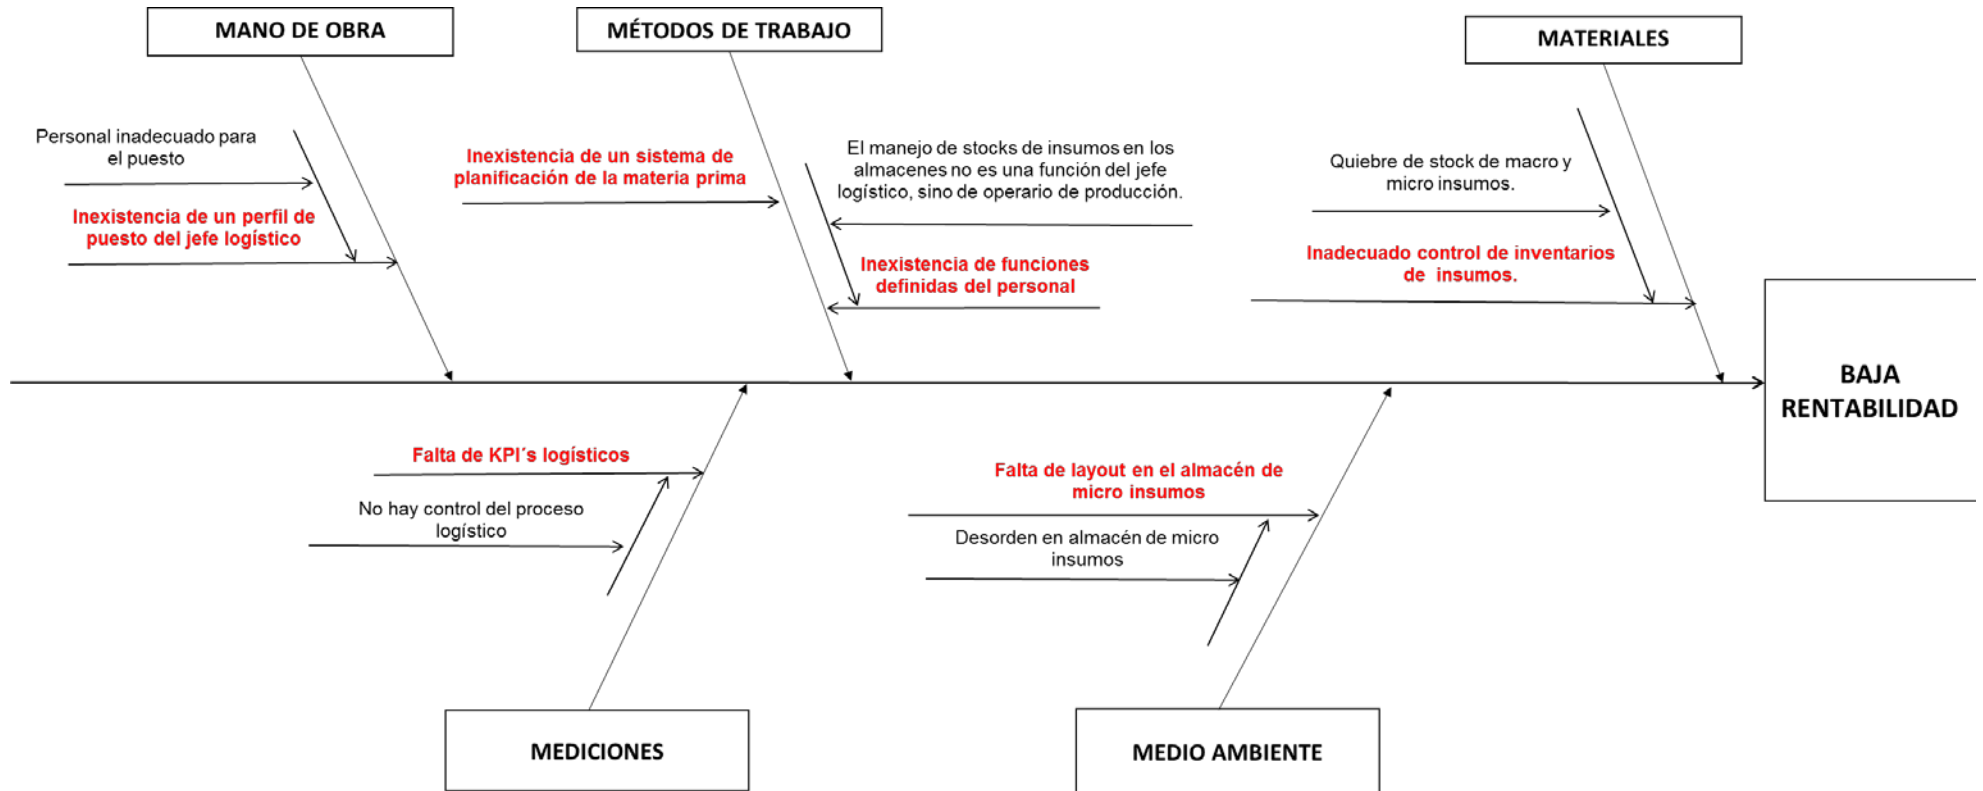 MANO DE OBRA
MÉTODOS DE TRABAJO
MATERIALES
Personal inadecuado para
el puesto
Inexistencia de un perfil de
puesto del jefe logístico
Inexistencia de un sistema de
planificación de la materia prima
El manejo de stocks de insumos en los
almacenes no es una función del jefe
logístico, sino de operario de producción.
Inexistencia de funciones
definidas del personal
Quiebre de stock de macro y
micro insumos.
Inadecuado control de inventarios
de insumos.
BAJA
RENTABILIDAD
Falta de KPI´s logísticos
No hay control del proceso
logístico
Falta de layout en el almacén de
micro insumos
Desorden en almacén de micro
insumos
MEDICIONES
MEDIO AMBIENTE